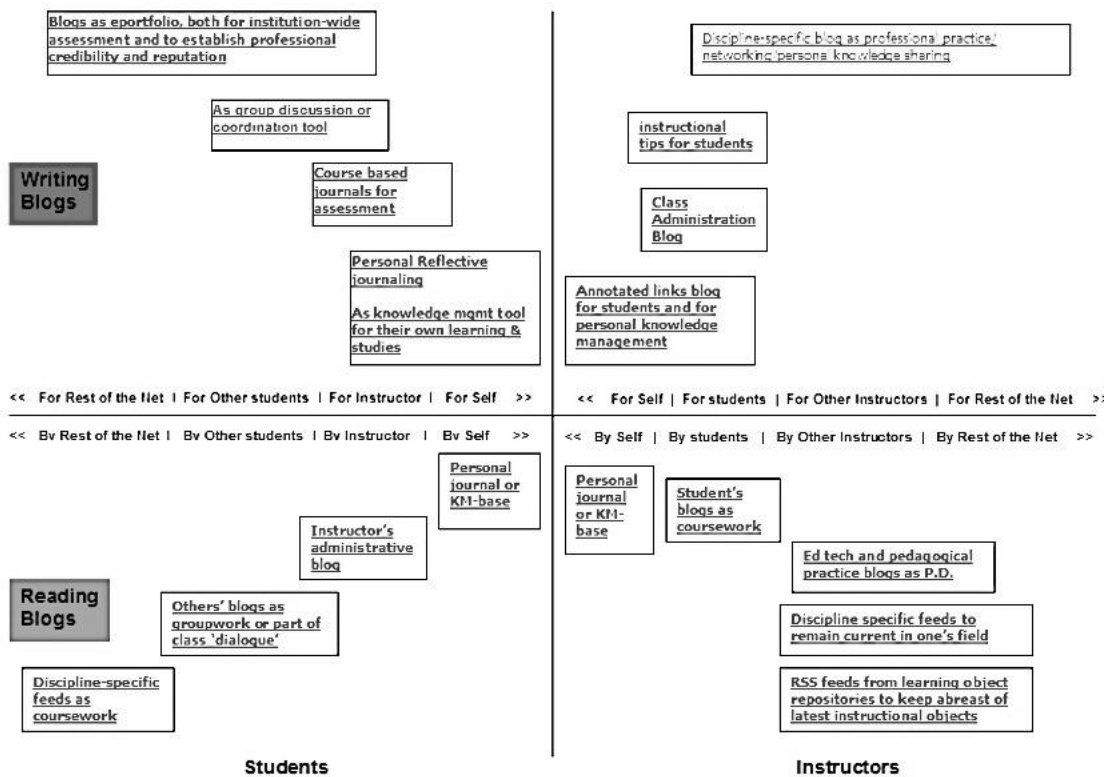 Blogs as eportfolio, both for institution-wide
assessment and to establish professional
credibility and reputation
As group discussion or
coordination tool
Writing
Blogs
Course based
journals for
assessment
Personal Reflective
journaling
As knowledge mgmt tool
for their own learning &
studies
<< For Rest of the Net | For Other students | For Instructor | For Self >>
Discipline-specific blog as professional practice/
networking/personal knowledge sharing
instructional
tips for students
Class
Administration
Blog
Annotated links blog
for students and for
personal knowledge
management
<< For Self | For students | For Other Instructors | For Rest of the Net >>
<< By Rest of the Net | By Other students | By Instructor | By Self >>
Personal
journal or
KM-base
Instructor's
administrative
blog
Reading
Blogs
Others' blogs as
groupwork or part of
class 'dialogue'
Discipline-specific
feeds as
coursework
Students
<< By Self | By students | By Other Instructors | By Rest of the Net >>
Personal
journal
or KM-
base
Student's
blogs as
coursework
Ed tech and pedagogical
practice blogs as P.D.
Discipline specific feeds to
remain current in one's field
RSS feeds from learning object
repositories to keep abreast of
latest instructional objects
Instructors